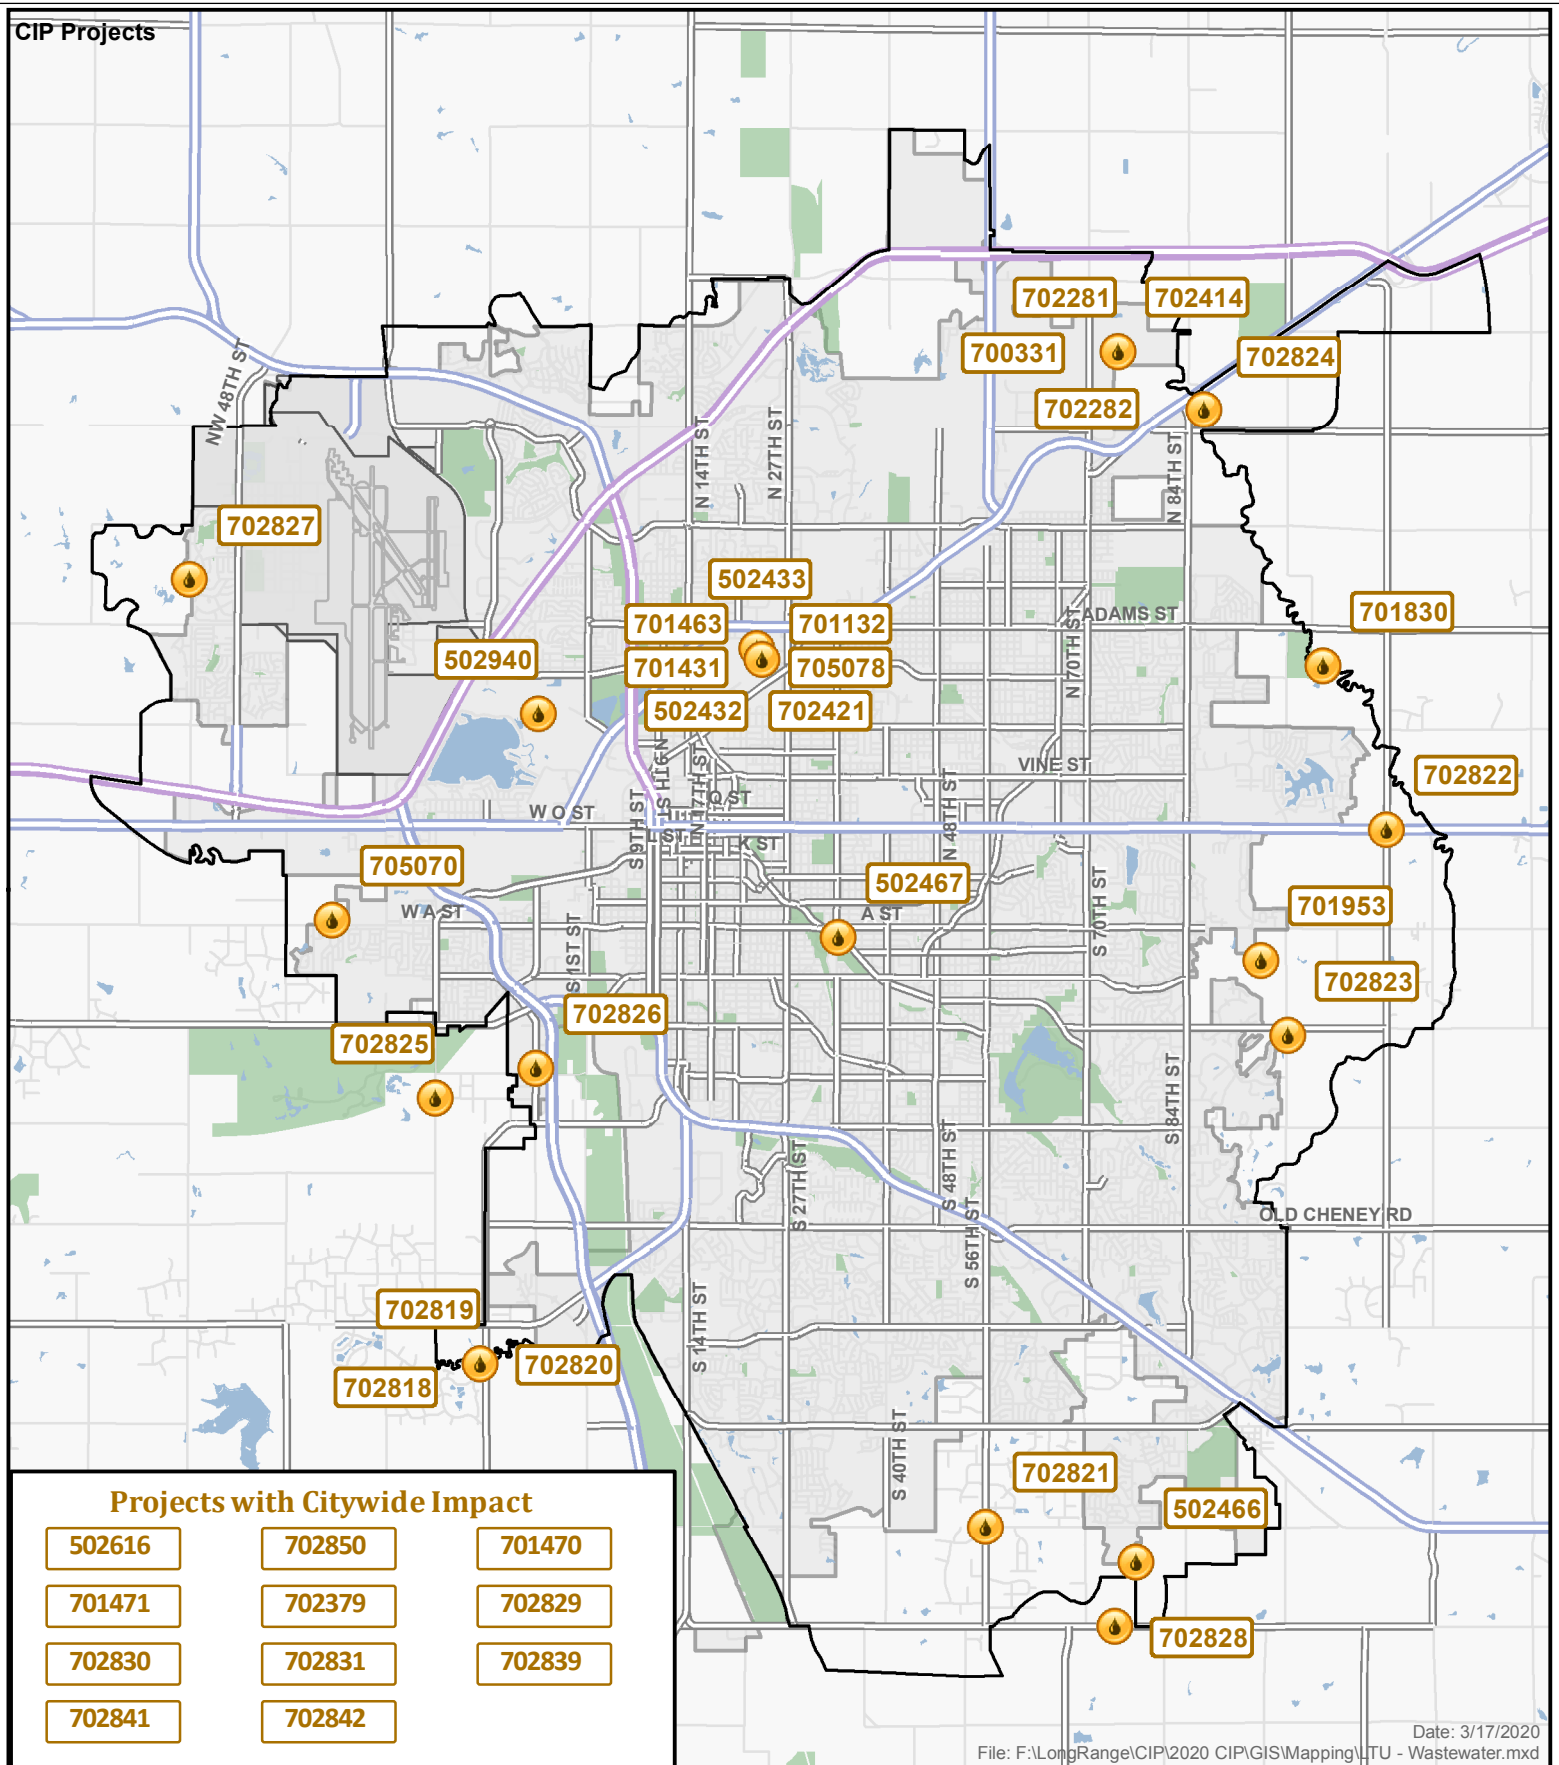 CIP Projects
702281
702414
700331
702824
NW 48TH ST
702282
N 14TH ST
N 27TH ST
N 84TH ST
702827
502433
701463
701132
ADAMS ST
701830
502940
701431
705078
N 70TH ST
502432
702421
N 9TH ST
N 17TH ST
VINE ST
702822
W O ST
Q ST
N 48TH ST
S 9TH ST
L ST
K ST
705070
502467
W A ST
A ST
S 70TH ST
701953
S 1ST ST
702823
702826
702825
S 84TH ST
S 27TH ST
S 48TH ST
S 56TH ST
OLD CHENEY RD
702819
S 14TH ST
702820
702818
S 40TH ST
702821
502466
702828
Projects with Citywide Impact
502616 702850 701470
701471 702379 702829
702830 702831 702839
702841 702842
Date: 3/17/2020
File: F:\LongRange\CIP\2020 CIP\GIS\Mapping\LTU - Wastewater.mxd